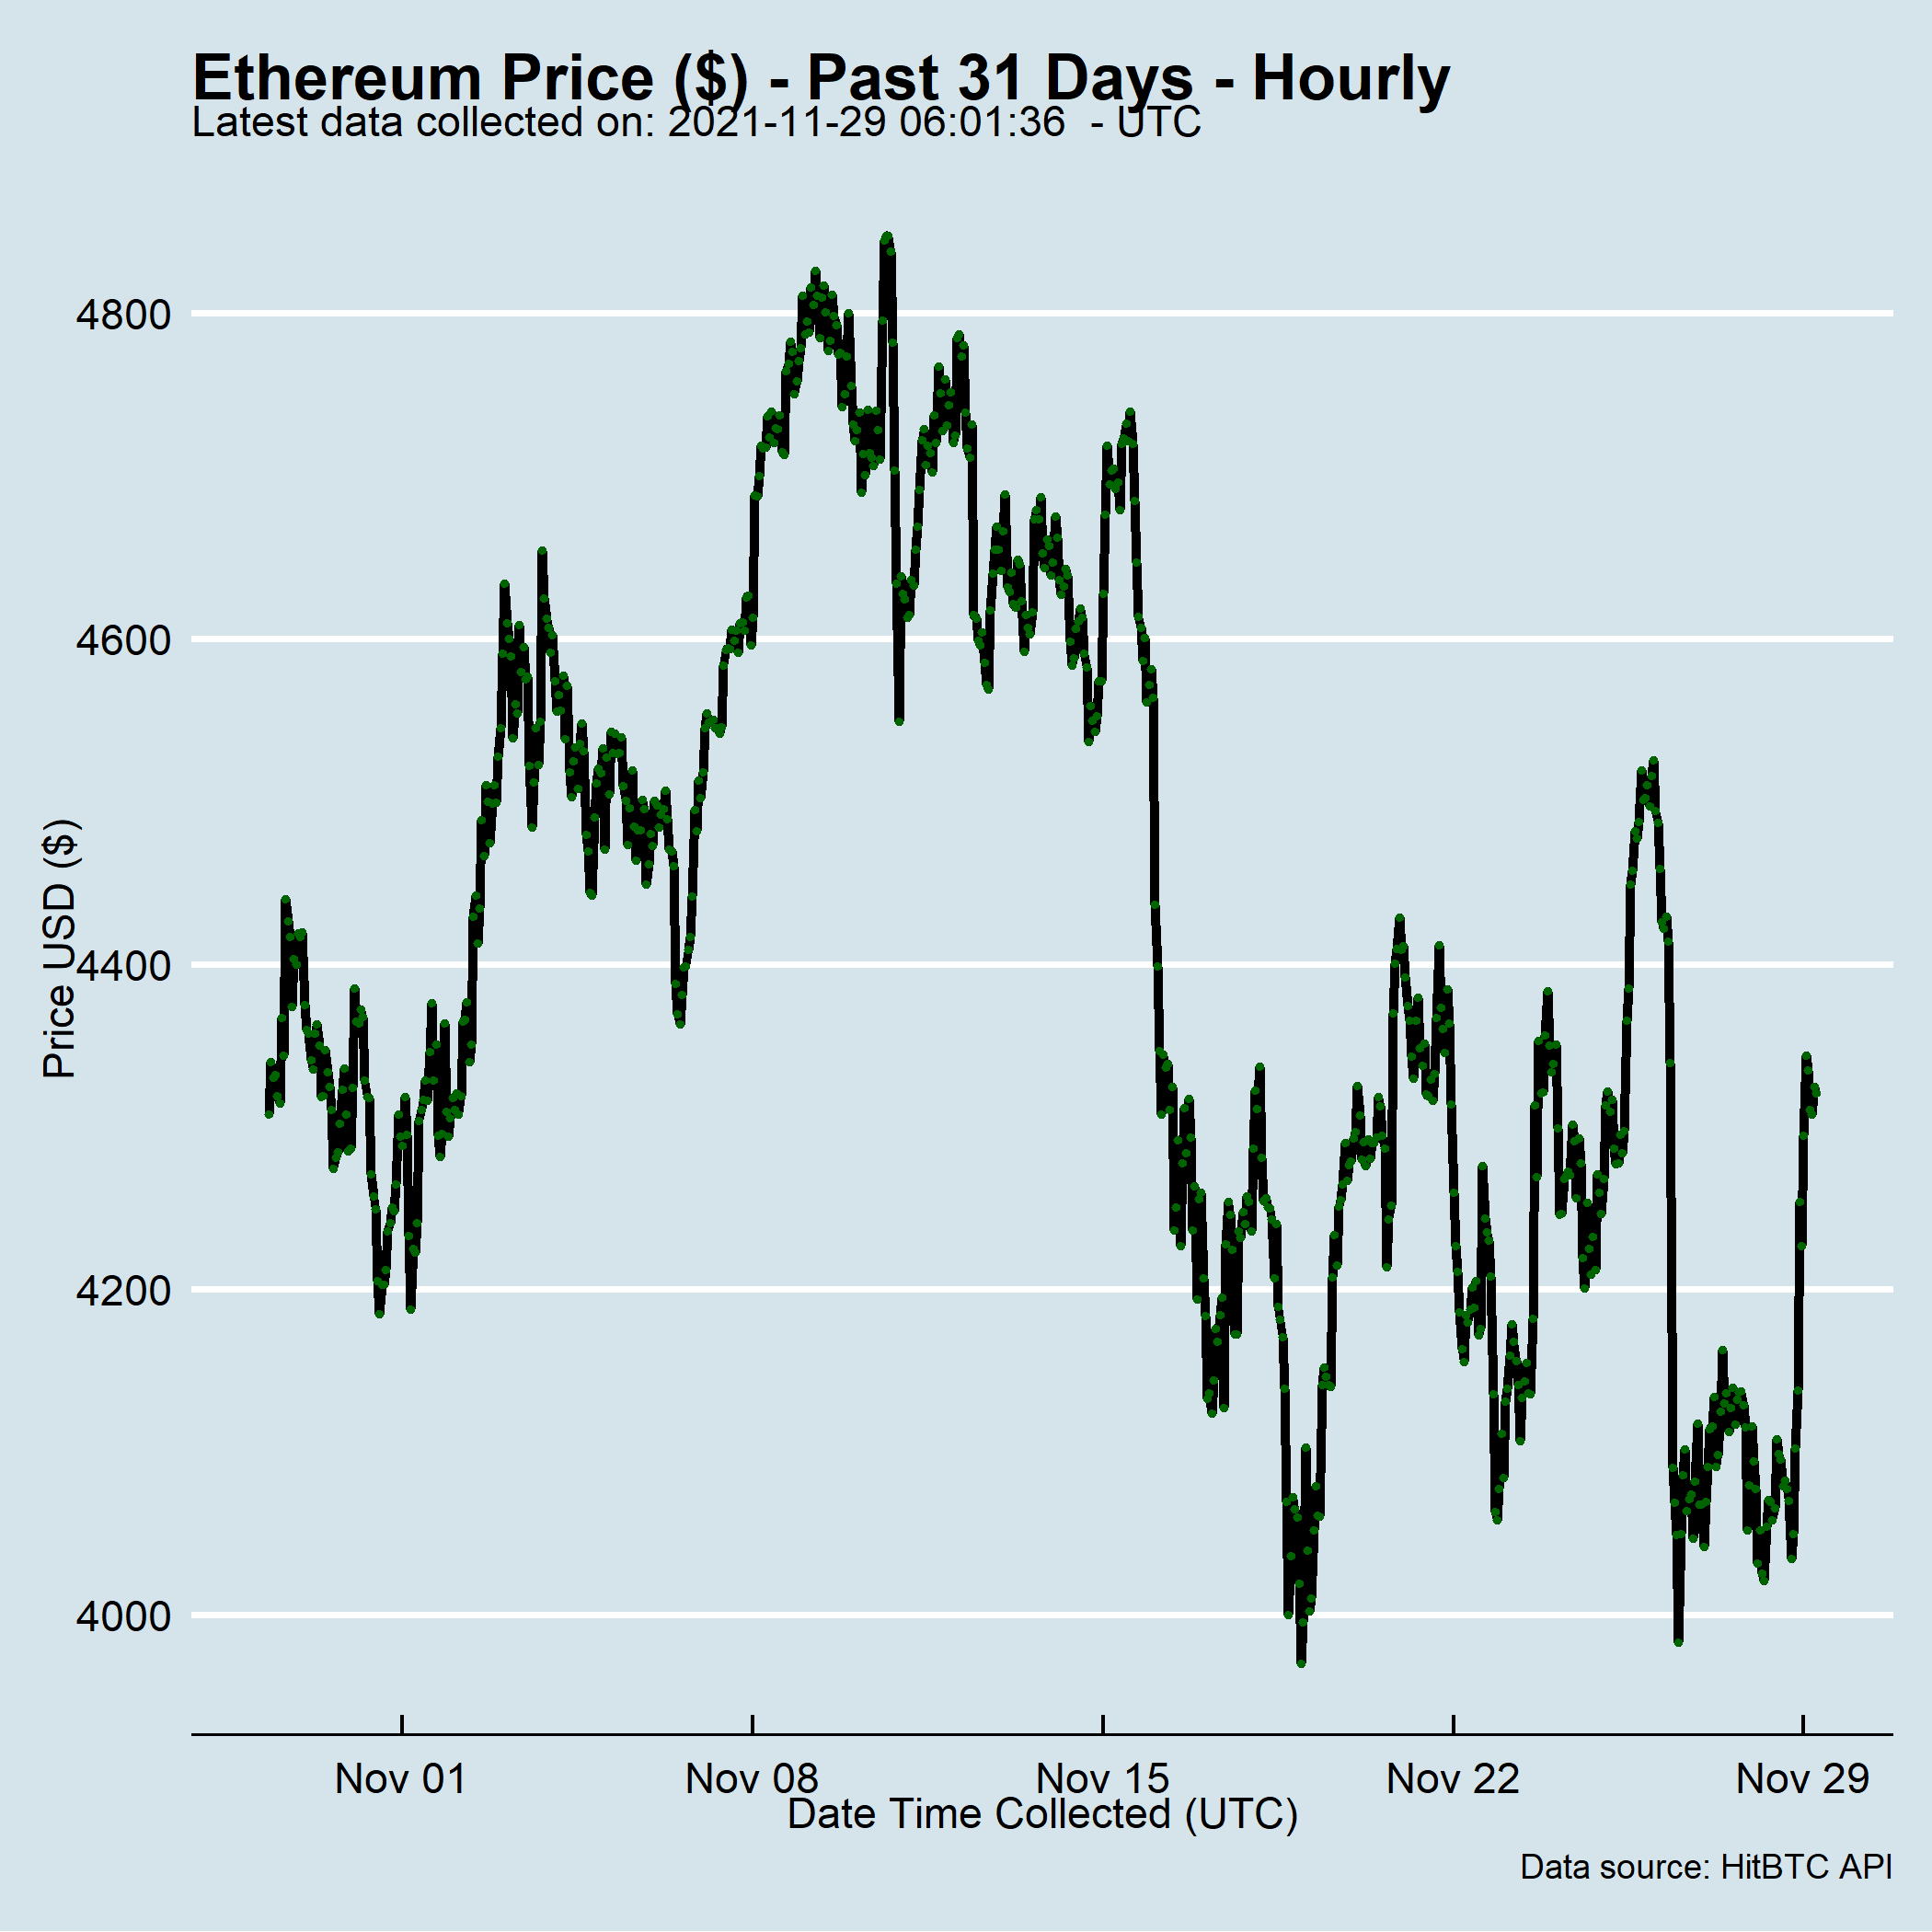 Ethereum Price ($) - Past 31 Days - Hourly
Latest data collected on: 2021-11-29 06:01:36  - UTC
4800
4600
4400
4200
4000
Price USD ($)
Nov 01
Nov 08
Nov 15
Nov 22
Nov 29
Date Time Collected (UTC)
Data source: HitBTC API